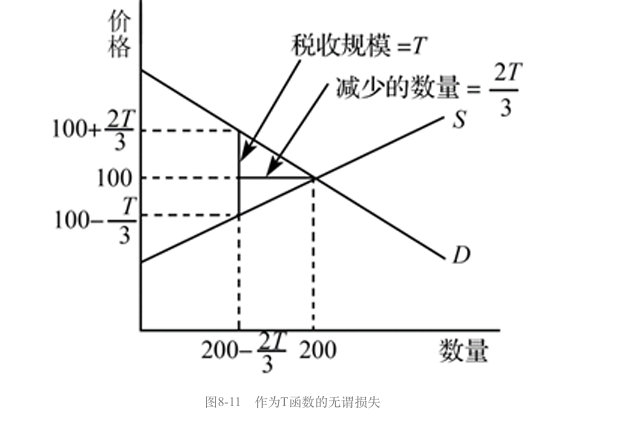 价格
税收规模 =T
减少的数量 = 2T/3
S
100+ 2T/3
100
100− T/3
D
200− 2T/3
200
数量
图8-11 作为T函数的无谓损失